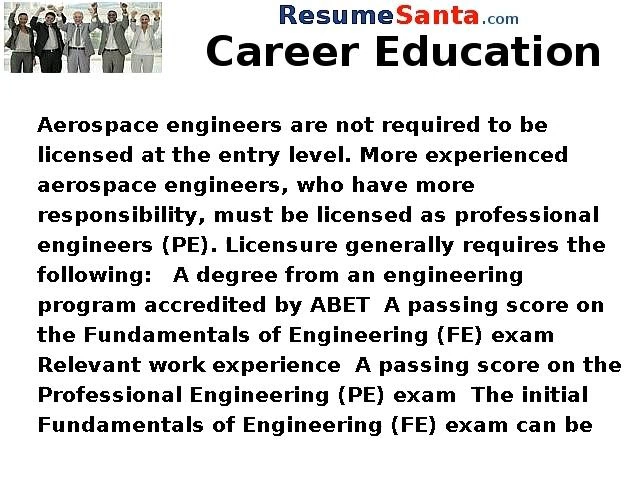 ResumeSanta.com
Career Education
Aerospace engineers are not required to be
licensed at the entry level. More experienced
aerospace engineers, who have more
responsibility, must be licensed as professional
engineers (PE). Licensure generally requires the
following:   A degree from an engineering
program accredited by ABET  A passing score on
the Fundamentals of Engineering (FE) exam
Relevant work experience  A passing score on the
Professional Engineering (PE) exam  The initial
Fundamentals of Engineering (FE) exam can be